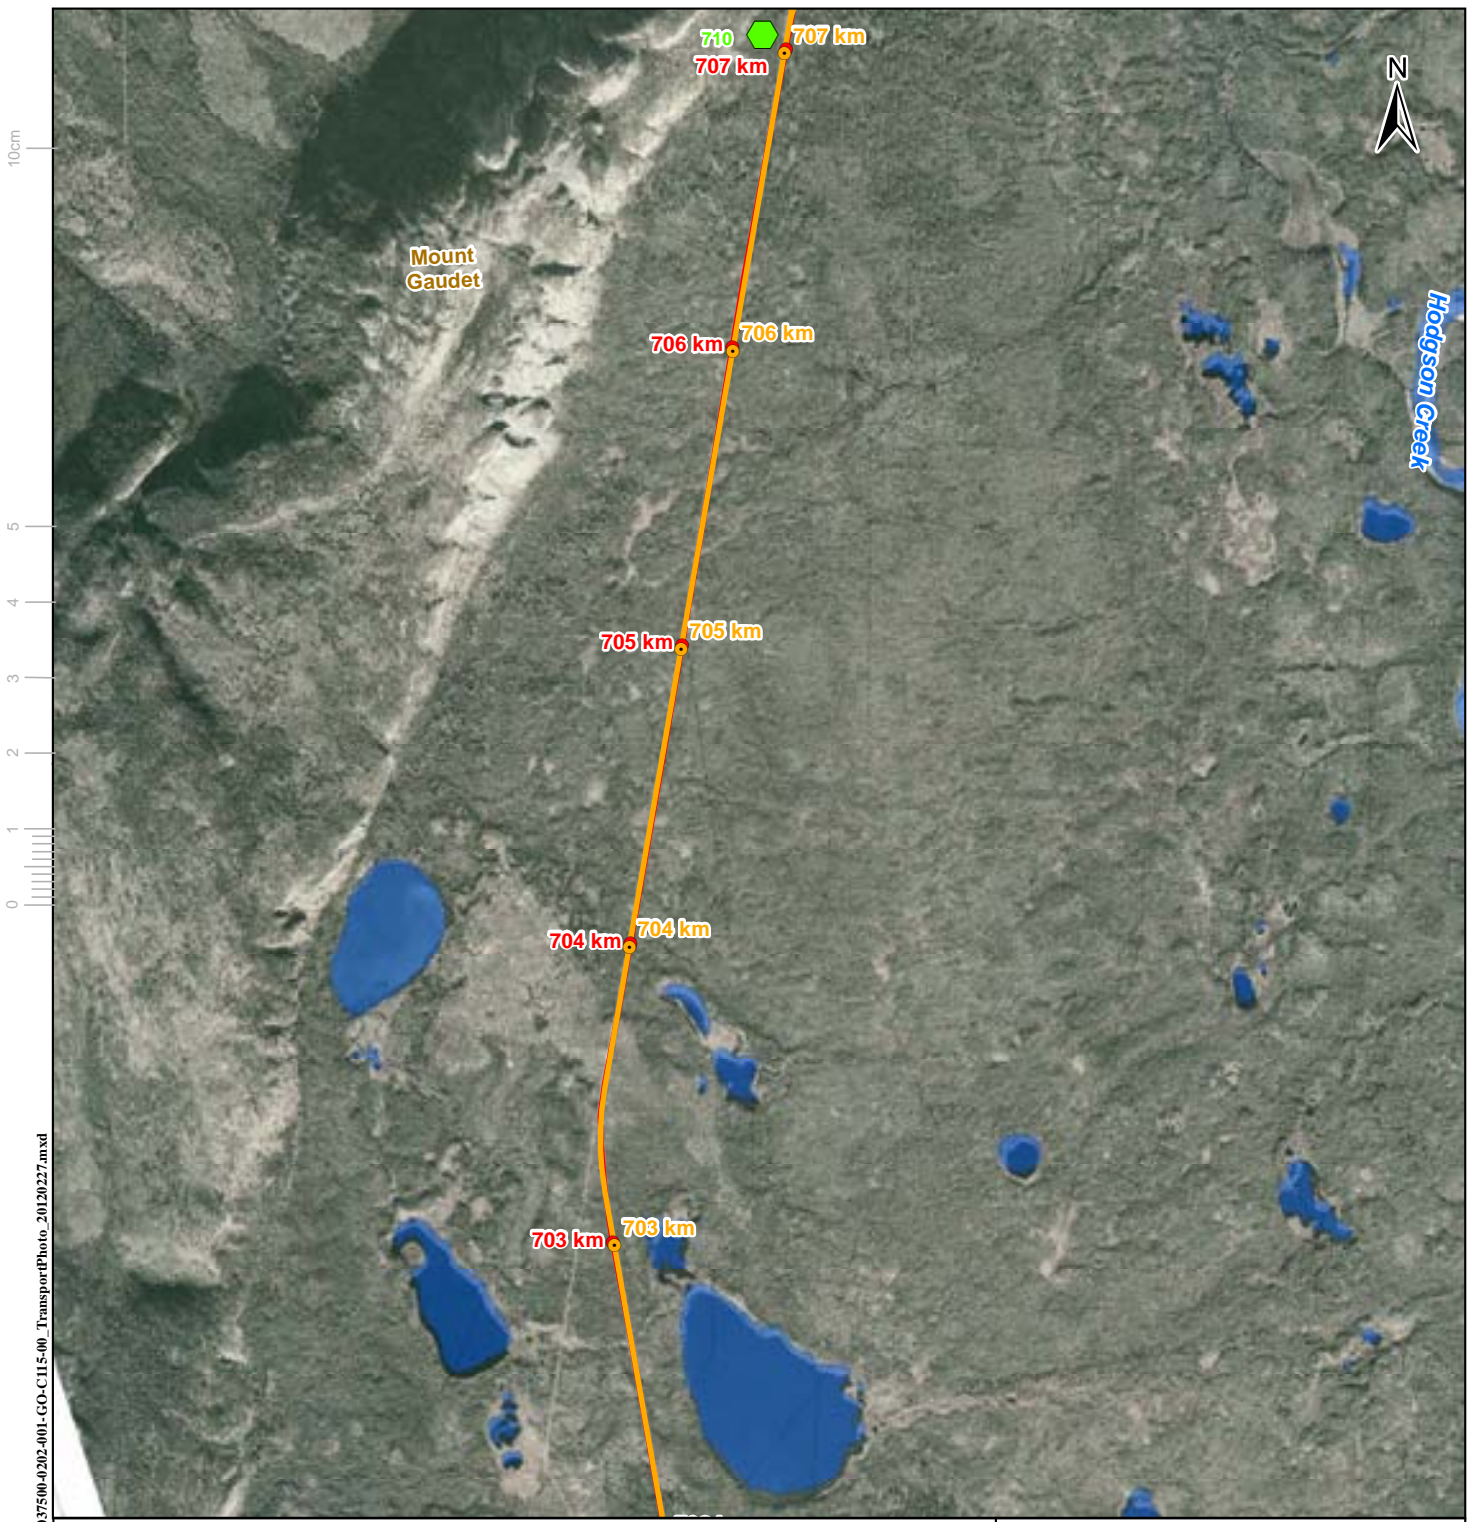 710
707 km
707 km
N
10cm
Mount
Gaudet
706 km
706 km
Hodgson Creek
5
4
705 km
705 km
3
2
1
0
704 km
704 km
703 km
703 km
037500-0202-001-GO-C115-00_TransportPhoto_20120227.mxd